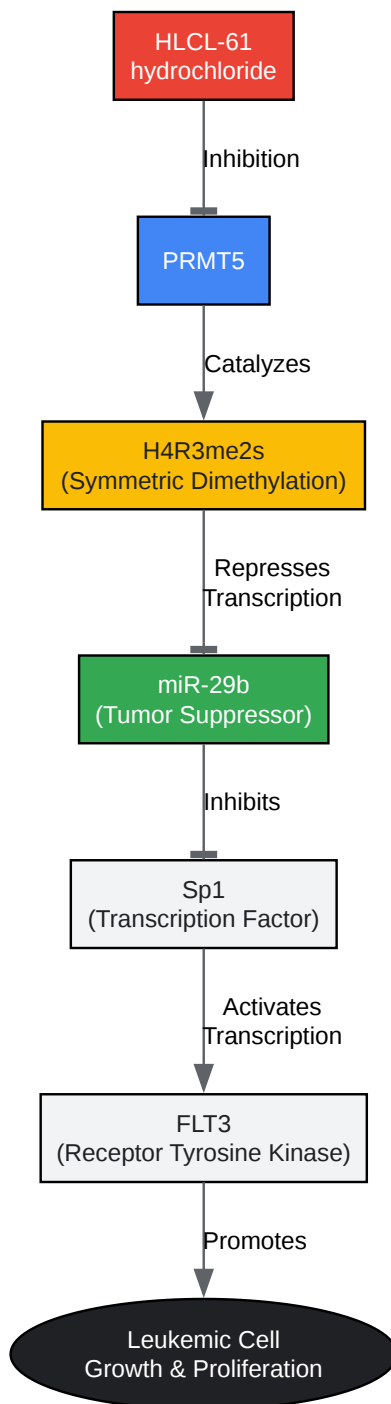 HLCL-61
hydrochloride
Inhibition
PRMT5
Catalyzes
H4R3me2s
(Symmetric Dimethylation)
Represses
Transcription
miR-29b
(Tumor Suppressor)
Inhibits
Sp1
(Transcription Factor)
Activates
Transcription
FLT3
(Receptor Tyrosine Kinase)
Promotes
Leukemic Cell
Growth & Proliferation